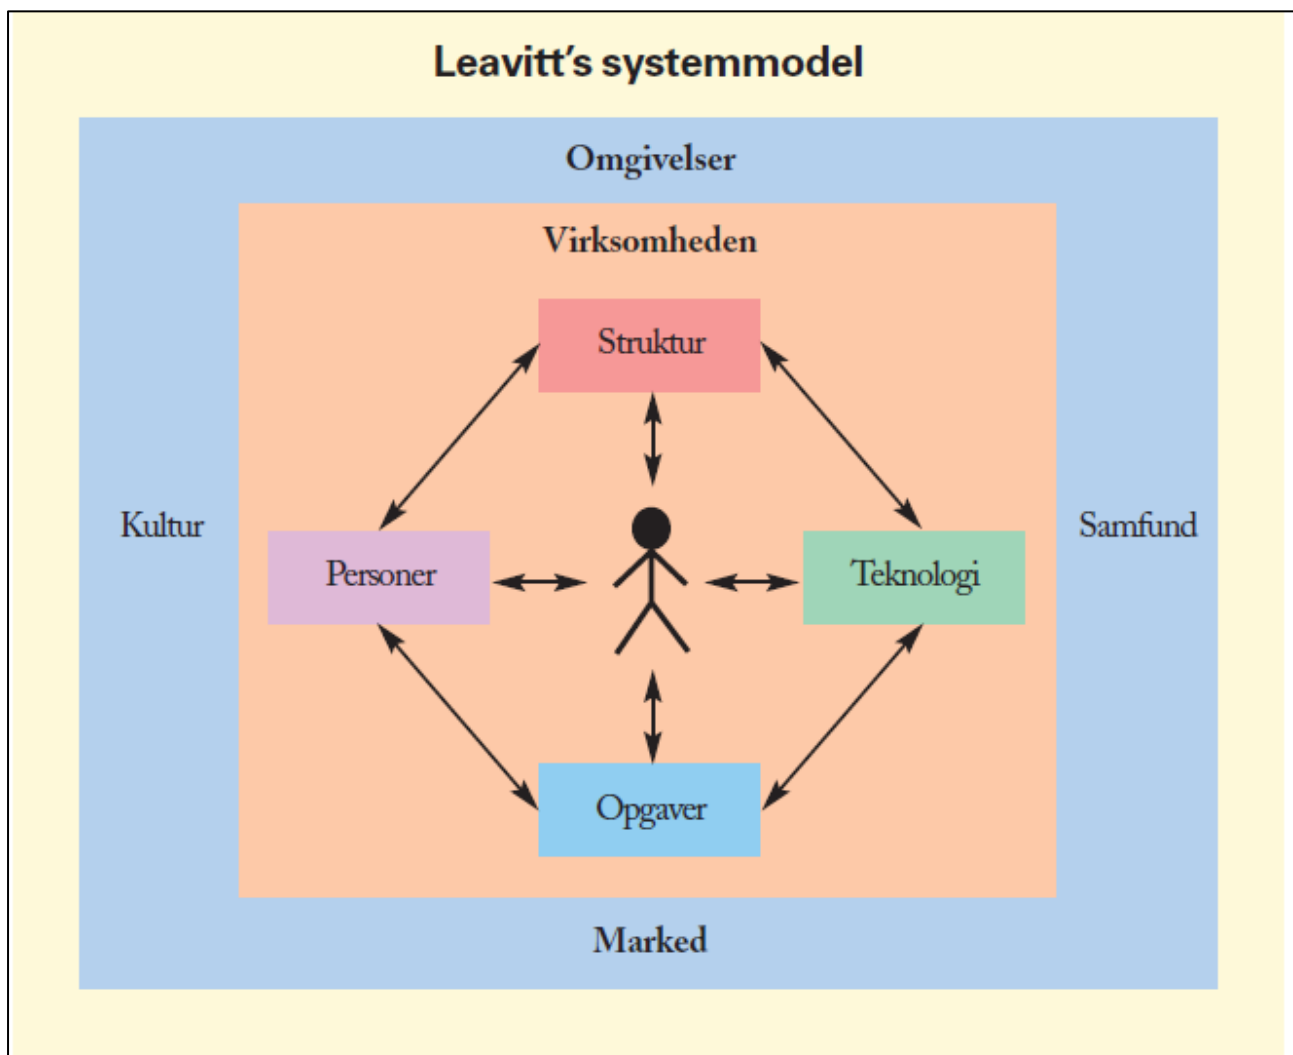 Leavitt’s systemmodel
Omgivelser
Virksomheden
Struktur
Kultur
Samfund
Personer
Teknologi
Opgaver
Marked